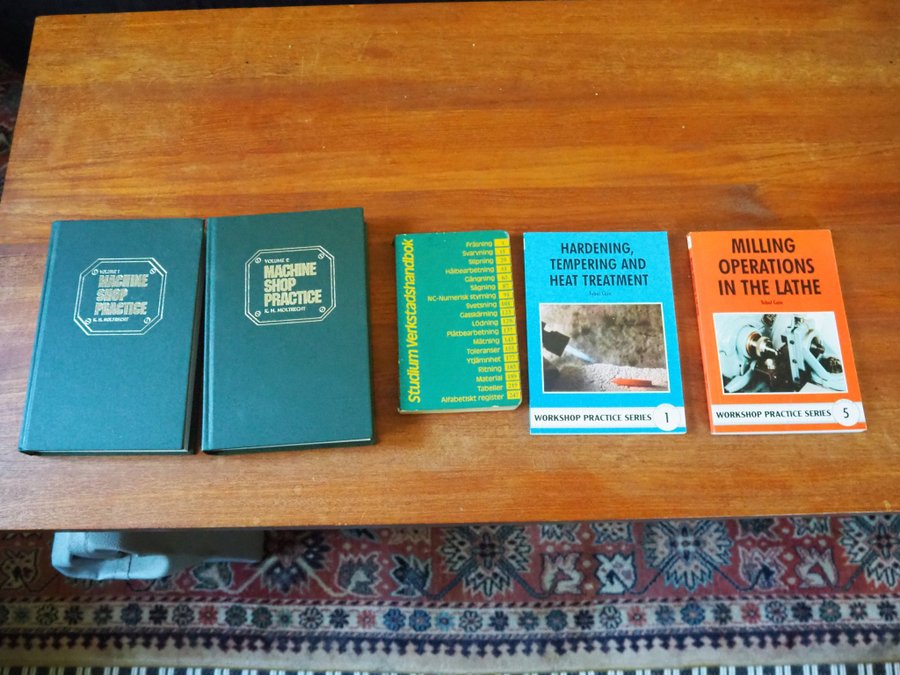 VOLUME 1
MACHINE
SHOP
PRACTICE
K. H. MOLTRECHT
VOLUME 2
MACHINE
SHOP
PRACTICE
K. H. MOLTRECHT
Studium Verkstadshandbok
Fräsning
Svarvning
Slipning
Hålbearbetning
Gängning
Sågning
NC-Numerisk styrning
Svetsning
Gasskärning
Lödning
Plåtbearbetning
Mätning
Toleranser
Ytjämnhet
Ritning
Material
Tabeller
Alfabetiskt register
HARDENING,
TEMPERING AND
HEAT TREATMENT
Tubal Cain
WORKSHOP PRACTICE SERIES 1
MILLING
OPERATIONS
IN THE LATHE
Tubal Cain
WORKSHOP PRACTICE SERIES 5